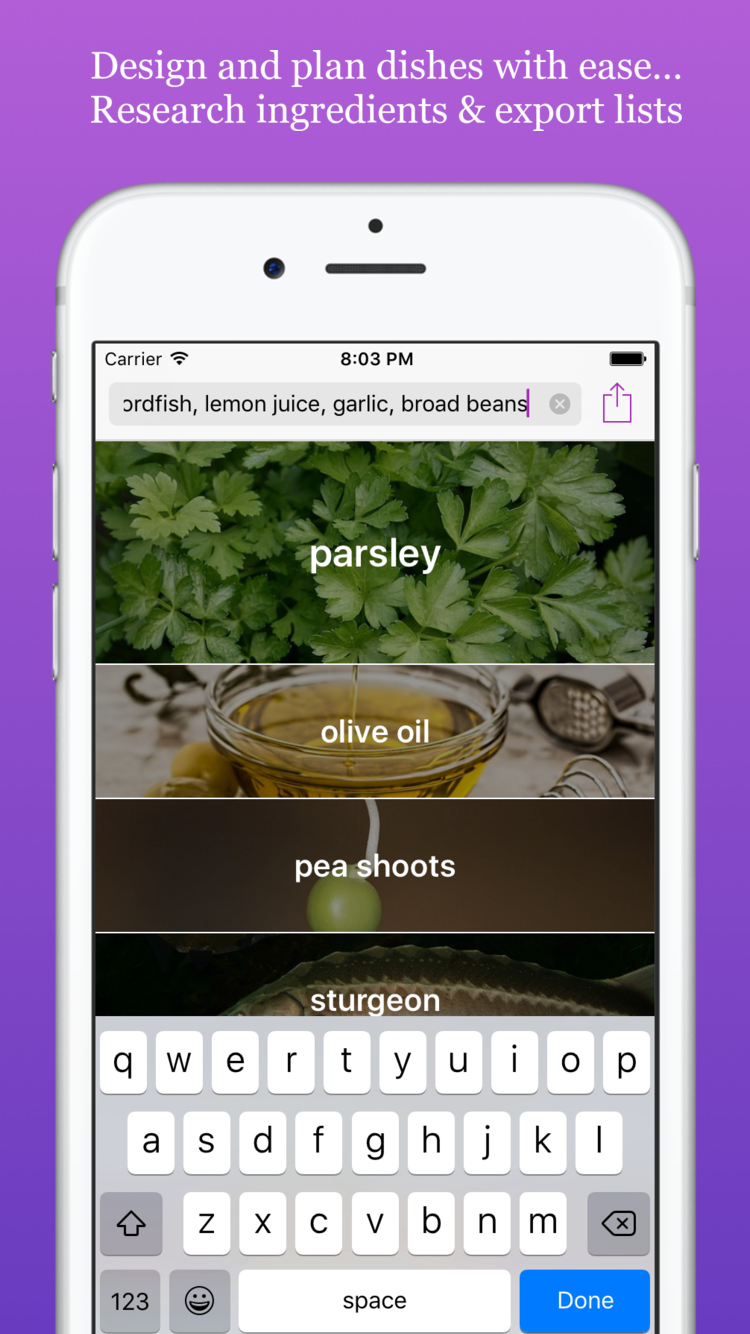 Design and plan dishes with ease...
Research ingredients & export lists
Carrier 8:03 PM
ordfish, lemon juice, garlic, broad beans
parsley
olive oil
pea shoots
sturgeon
q w e r t y u i o p
a s d f g h j k l
z x c v b n m
123 space Done